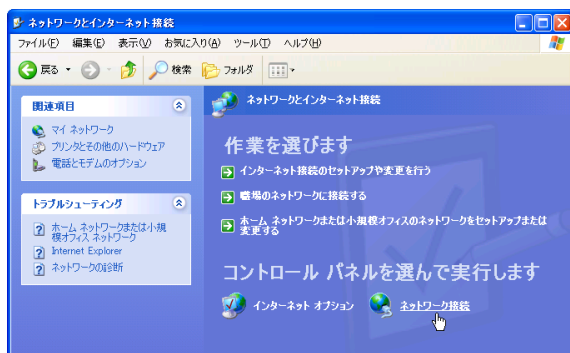 ネットワークとインターネット接続
ファイル(F) 編集(E) 表示(V) お気に入り(A) ツール(T) ヘルプ(H)
戻る 検索 フォルダ
関連項目
マイ ネットワーク
プリンタとその他のハードウェア
電話とモデムのオプション
トラブルシューティング
ホーム ネットワークまたは小規
模オフィス ネットワーク
Internet Explorer
ネットワークの診断
ネットワークとインターネット接続
作業を選びます
インターネット接続のセットアップや変更を行う
職場のネットワークに接続する
ホーム ネットワークまたは小規模オフィスのネットワークをセットアップまたは
変更する
コントロール パネルを選んで実行します
インターネット オプション ネットワーク接続